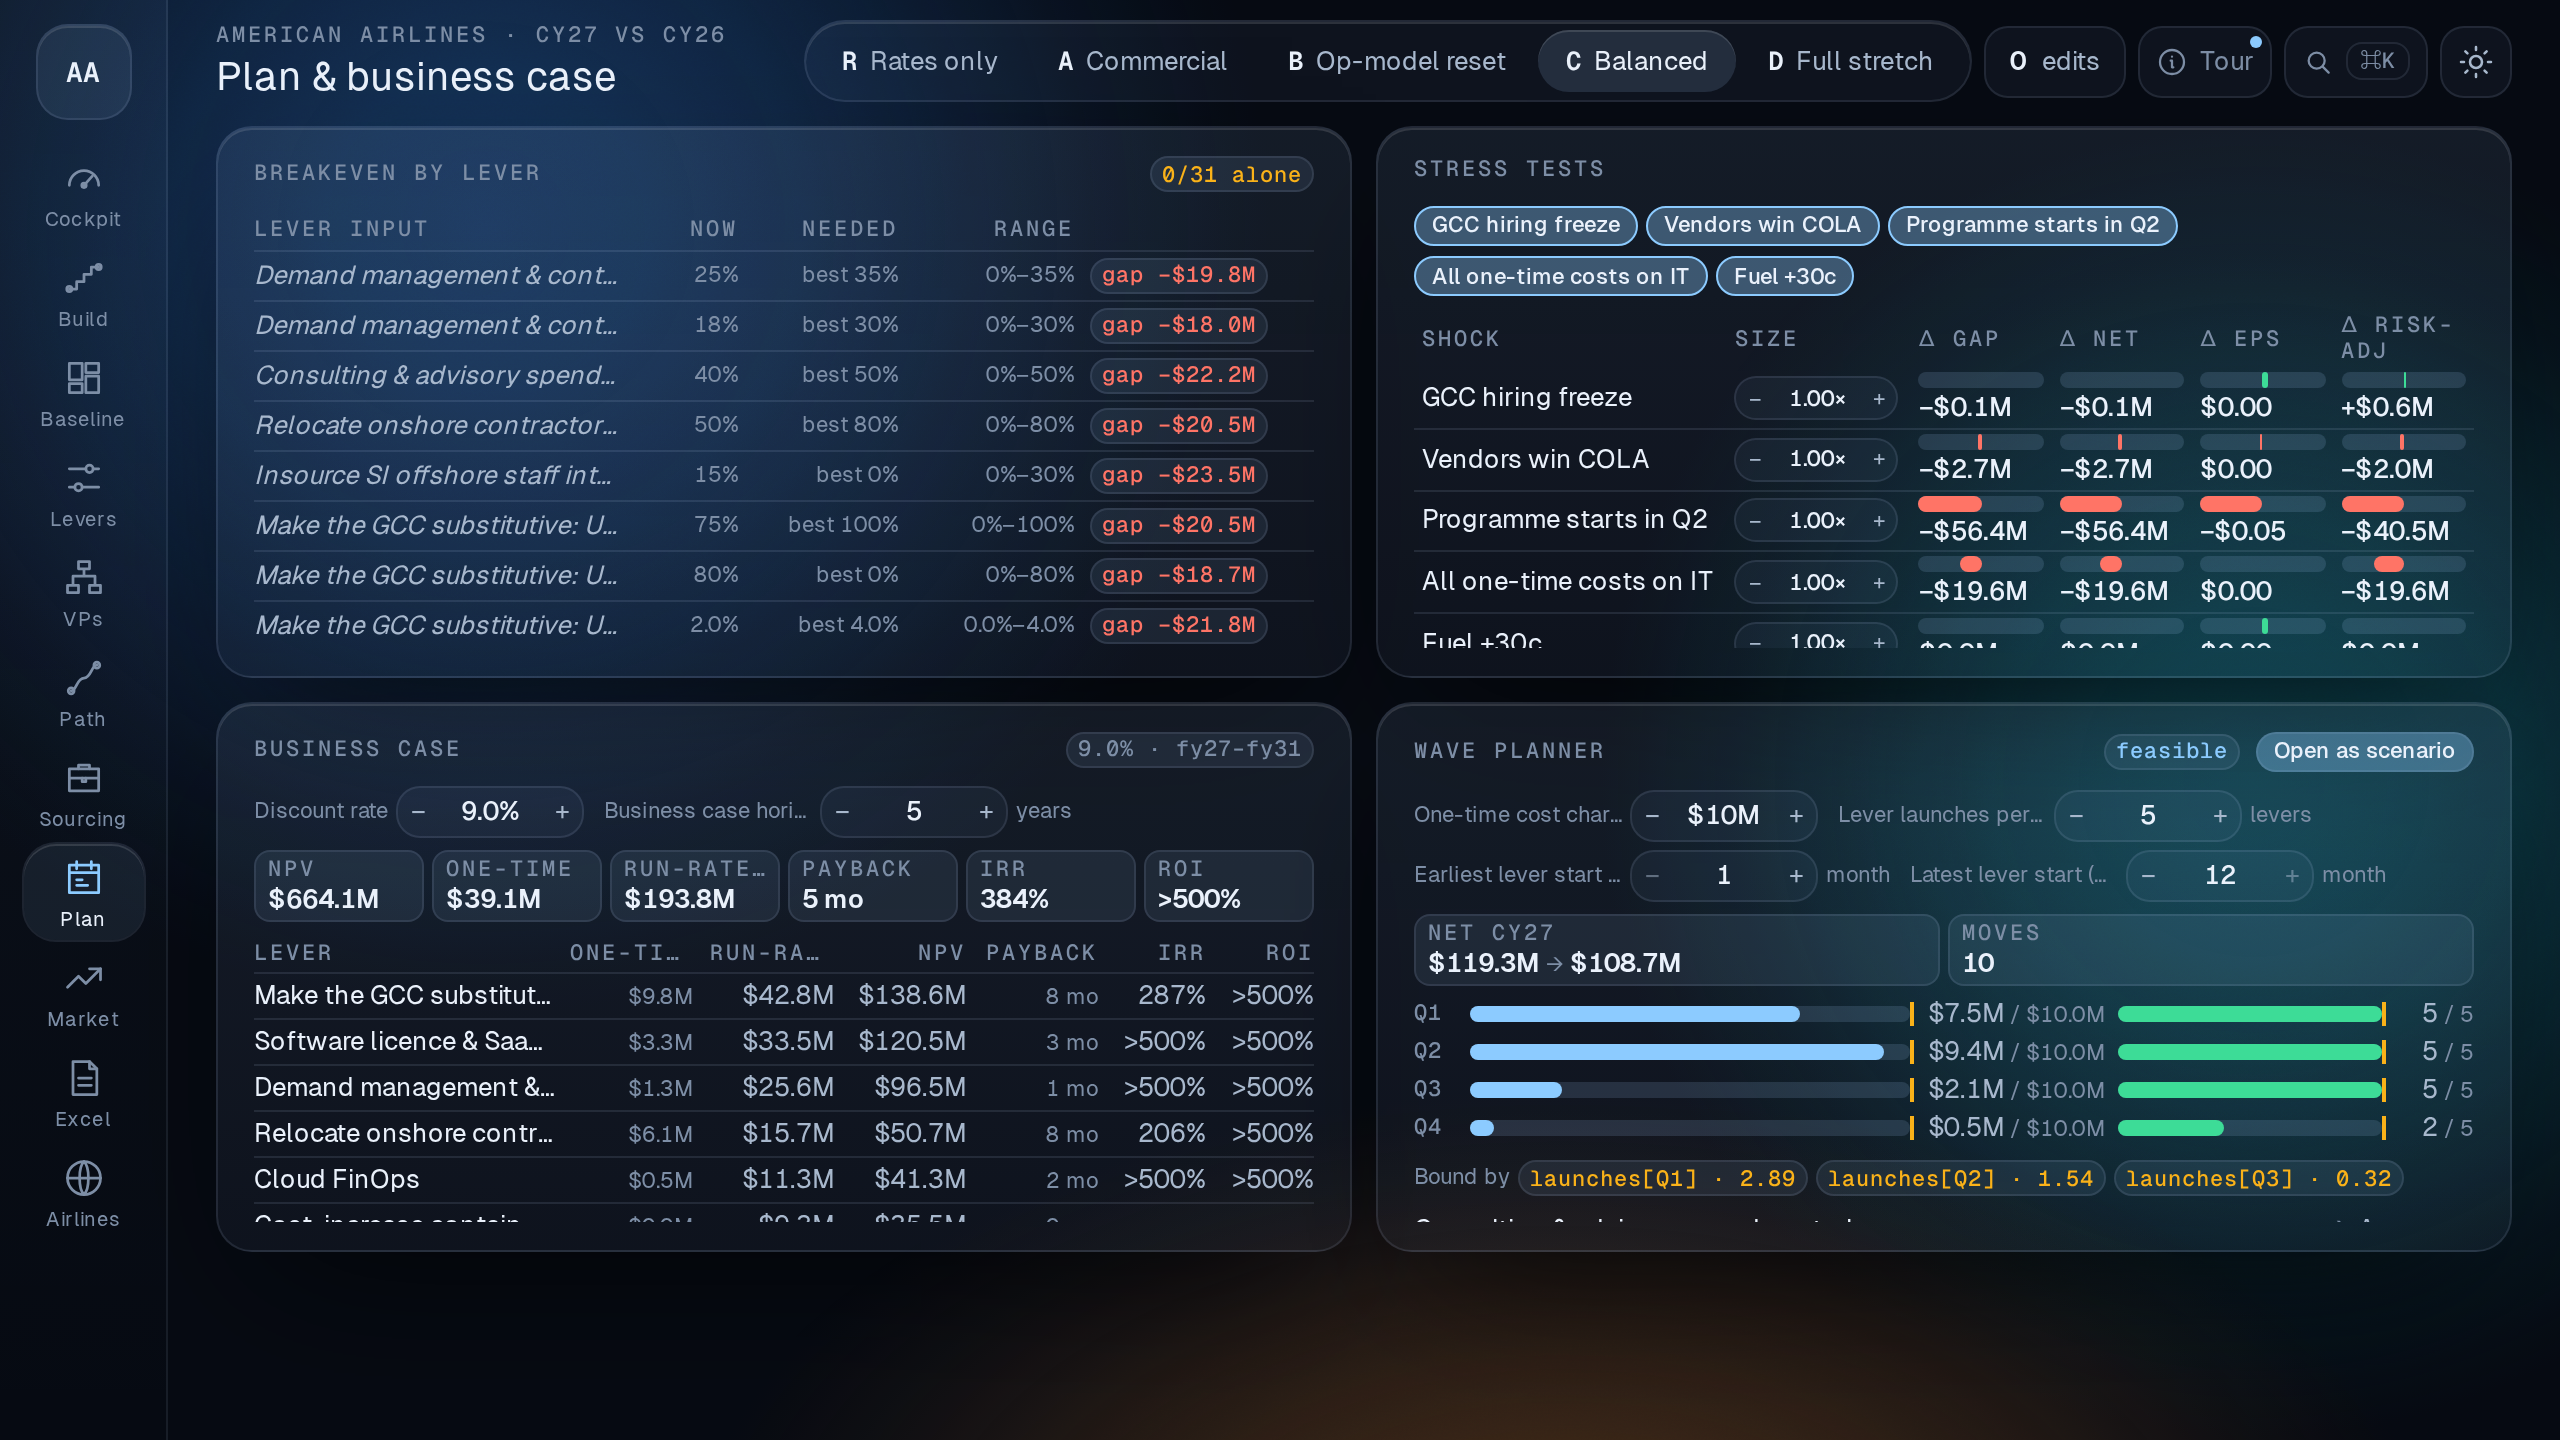 AA
Cockpit
Build
Baseline
Levers
VPs
Path
Sourcing
Plan
Market
Excel
Airlines
AMERICAN AIRLINES · CY27 VS CY26
Plan & business case
R Rates only A Commercial B Op-model reset C Balanced D Full stretch
0 edits
Tour
⌘K
BREAKEVEN BY LEVER 0/31 alone
LEVER INPUT NOW NEEDED RANGE
Demand management & cont… 25% best 35% 0%–35% gap −$19.8M
Demand management & cont… 18% best 30% 0%–30% gap −$18.0M
Consulting & advisory spend… 40% best 50% 0%–50% gap −$22.2M
Relocate onshore contractor… 50% best 80% 0%–80% gap −$20.5M
Insource SI offshore staff int… 15% best 0% 0%–30% gap −$23.5M
Make the GCC substitutive: U… 75% best 100% 0%–100% gap −$20.5M
Make the GCC substitutive: U… 80% best 0% 0%–80% gap −$18.7M
Make the GCC substitutive: U… 2.0% best 4.0% 0.0%–4.0% gap −$21.8M
STRESS TESTS
GCC hiring freeze Vendors win COLA Programme starts in Q2
All one-time costs on IT Fuel +30c
SHOCK SIZE Δ GAP Δ NET Δ EPS Δ RISK-ADJ
GCC hiring freeze − 1.00× + −$0.1M −$0.1M $0.00 +$0.6M
Vendors win COLA − 1.00× + −$2.7M −$2.7M $0.00 −$2.0M
Programme starts in Q2 − 1.00× + −$56.4M −$56.4M −$0.05 −$40.5M
All one-time costs on IT − 1.00× + −$19.6M −$19.6M $0.00 −$19.6M
Fuel +30c − 1.00× +
BUSINESS CASE 9.0% · fy27–fy31
Discount rate − 9.0% + Business case hori… − 5 + years
NPV ONE-TIME RUN-RATE… PAYBACK IRR ROI
$664.1M $39.1M $193.8M 5 mo 384% >500%
LEVER ONE-TI… RUN-RA… NPV PAYBACK IRR ROI
Make the GCC substitut… $9.8M $42.8M $138.6M 8 mo 287% >500%
Software licence & Saa… $3.3M $33.5M $120.5M 3 mo >500% >500%
Demand management &… $1.3M $25.6M $96.5M 1 mo >500% >500%
Relocate onshore contr… $6.1M $15.7M $50.7M 8 mo 206% >500%
Cloud FinOps $0.5M $11.3M $41.3M 2 mo >500% >500%
WAVE PLANNER feasible Open as scenario
One-time cost char… − $10M + Lever launches per… − 5 + levers
Earliest lever start … − 1 + month Latest lever start (… − 12 + month
NET CY27 MOVES
$119.3M → $108.7M 10
Q1 $7.5M / $10.0M 5 / 5
Q2 $9.4M / $10.0M 5 / 5
Q3 $2.1M / $10.0M 5 / 5
Q4 $0.5M / $10.0M 2 / 5
Bound by launches[Q1] · 2.89 launches[Q2] · 1.54 launches[Q3] · 0.32